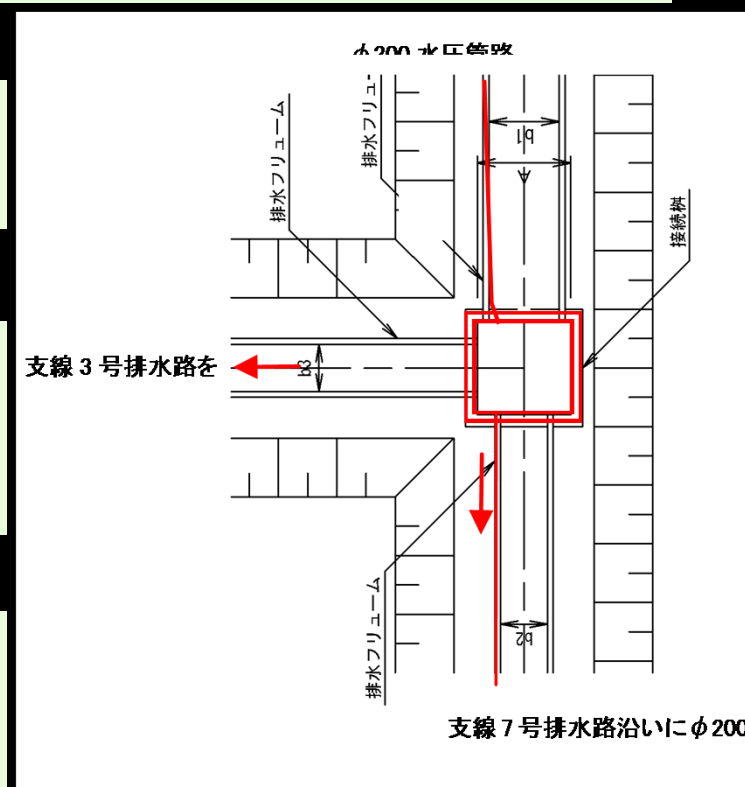 φ200 水圧管路
排水フリューム
排水フリュー
b1
A
接続桝
支線 3 号排水路を
b3
排水フリューム
b2
支線 7 号排水路沿いにφ200